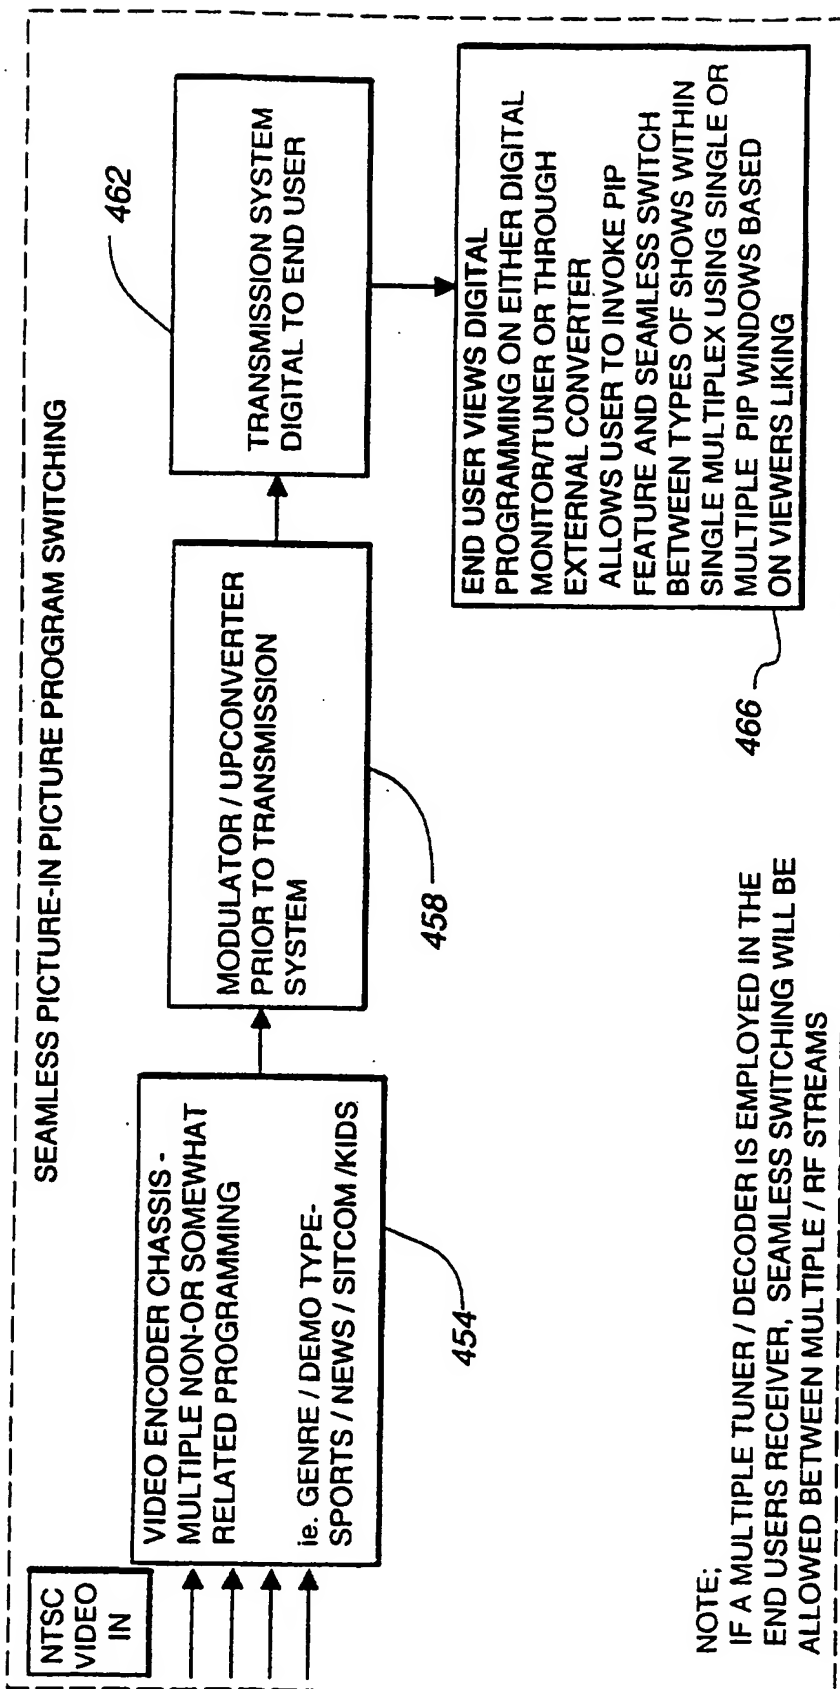 SEAMLESS PICTURE-IN PICTURE PROGRAM SWITCHING
NTSC
VIDEO
IN
VIDEO ENCODER CHASSIS -
MULTIPLE NON-OR SOMEWHAT
RELATED PROGRAMMING
ie. GENRE / DEMO TYPE-
SPORTS / NEWS / SITCOM /KIDS
454
MODULATOR / UPCONVERTER
PRIOR TO TRANSMISSION
SYSTEM
458
TRANSMISSION SYSTEM
DIGITAL TO END USER
462
END USER VIEWS DIGITAL
PROGRAMMING ON EITHER DIGITAL
MONITOR/TUNER OR THROUGH
EXTERNAL CONVERTER
ALLOWS USER TO INVOKE PIP
FEATURE AND SEAMLESS SWITCH
BETWEEN TYPES OF SHOWS WITHIN
SINGLE MULTIPLEX USING SINGLE OR
MULTIPLE PIP WINDOWS BASED
ON VIEWERS LIKING
466
NOTE;
IF A MULTIPLE TUNER / DECODER IS EMPLOYED IN THE
END USERS RECEIVER, SEAMLESS SWITCHING WILL BE
ALLOWED BETWEEN MULTIPLE / RF STREAMS